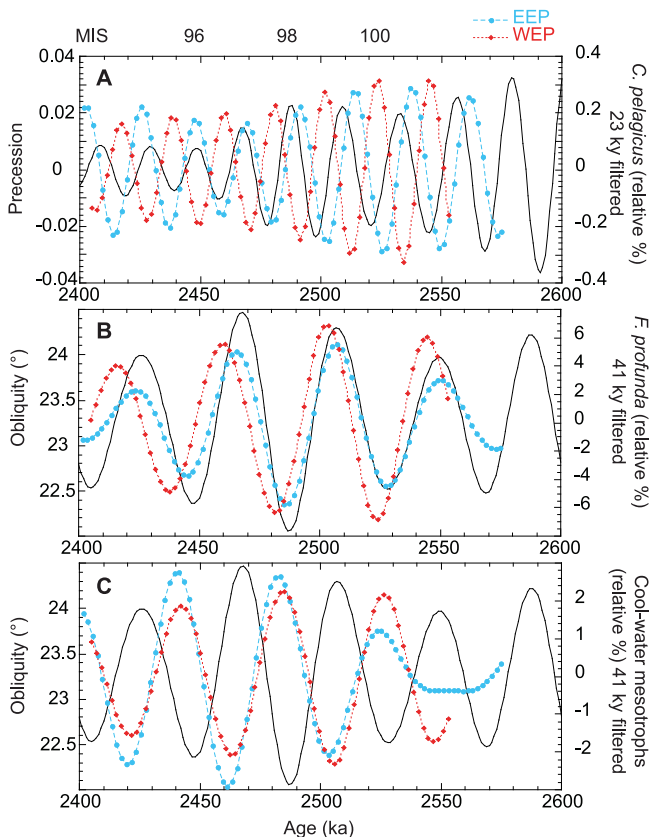 EEP
WEP
MIS 96 98 100
A
0.04
0.02
0
-0.02
-0.04
Precession
0.4
0.2
0
-0.2
0.4
C. pelagicus (relative %)
23 ky filtered
2400 2450 2500 2550 2600
B
24
23.5
23
22.5
Obliquity (°)
6
4
2
0
-2
-4
-6
F. profunda (relative %)
41 ky filtered
2400 2450 2500 2550 2600
C
24
23.5
23
22.5
Obliquity (°)
2
1
0
-1
-2
Cool-water mesotrophs
(relative %) 41 ky filtered
2400 2450 2500 2550 2600
Age (ka)